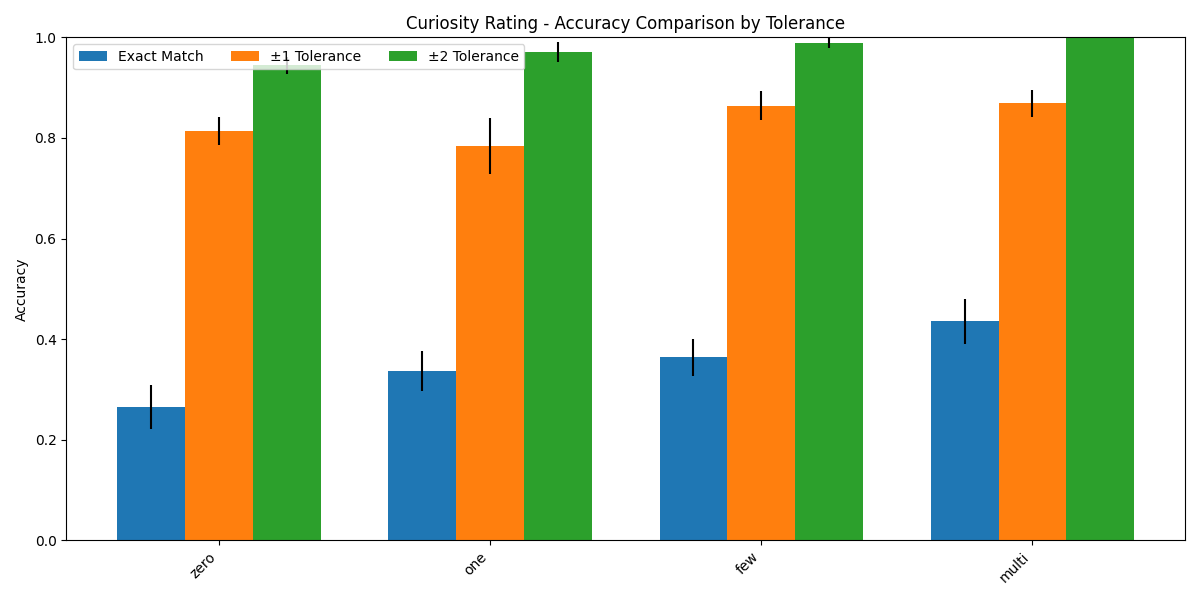 Curiosity Rating - Accuracy Comparison by Tolerance
Exact Match ±1 Tolerance ±2 Tolerance
1.0
0.8
0.6
0.4
0.2
0.0
Accuracy
zero one few multi